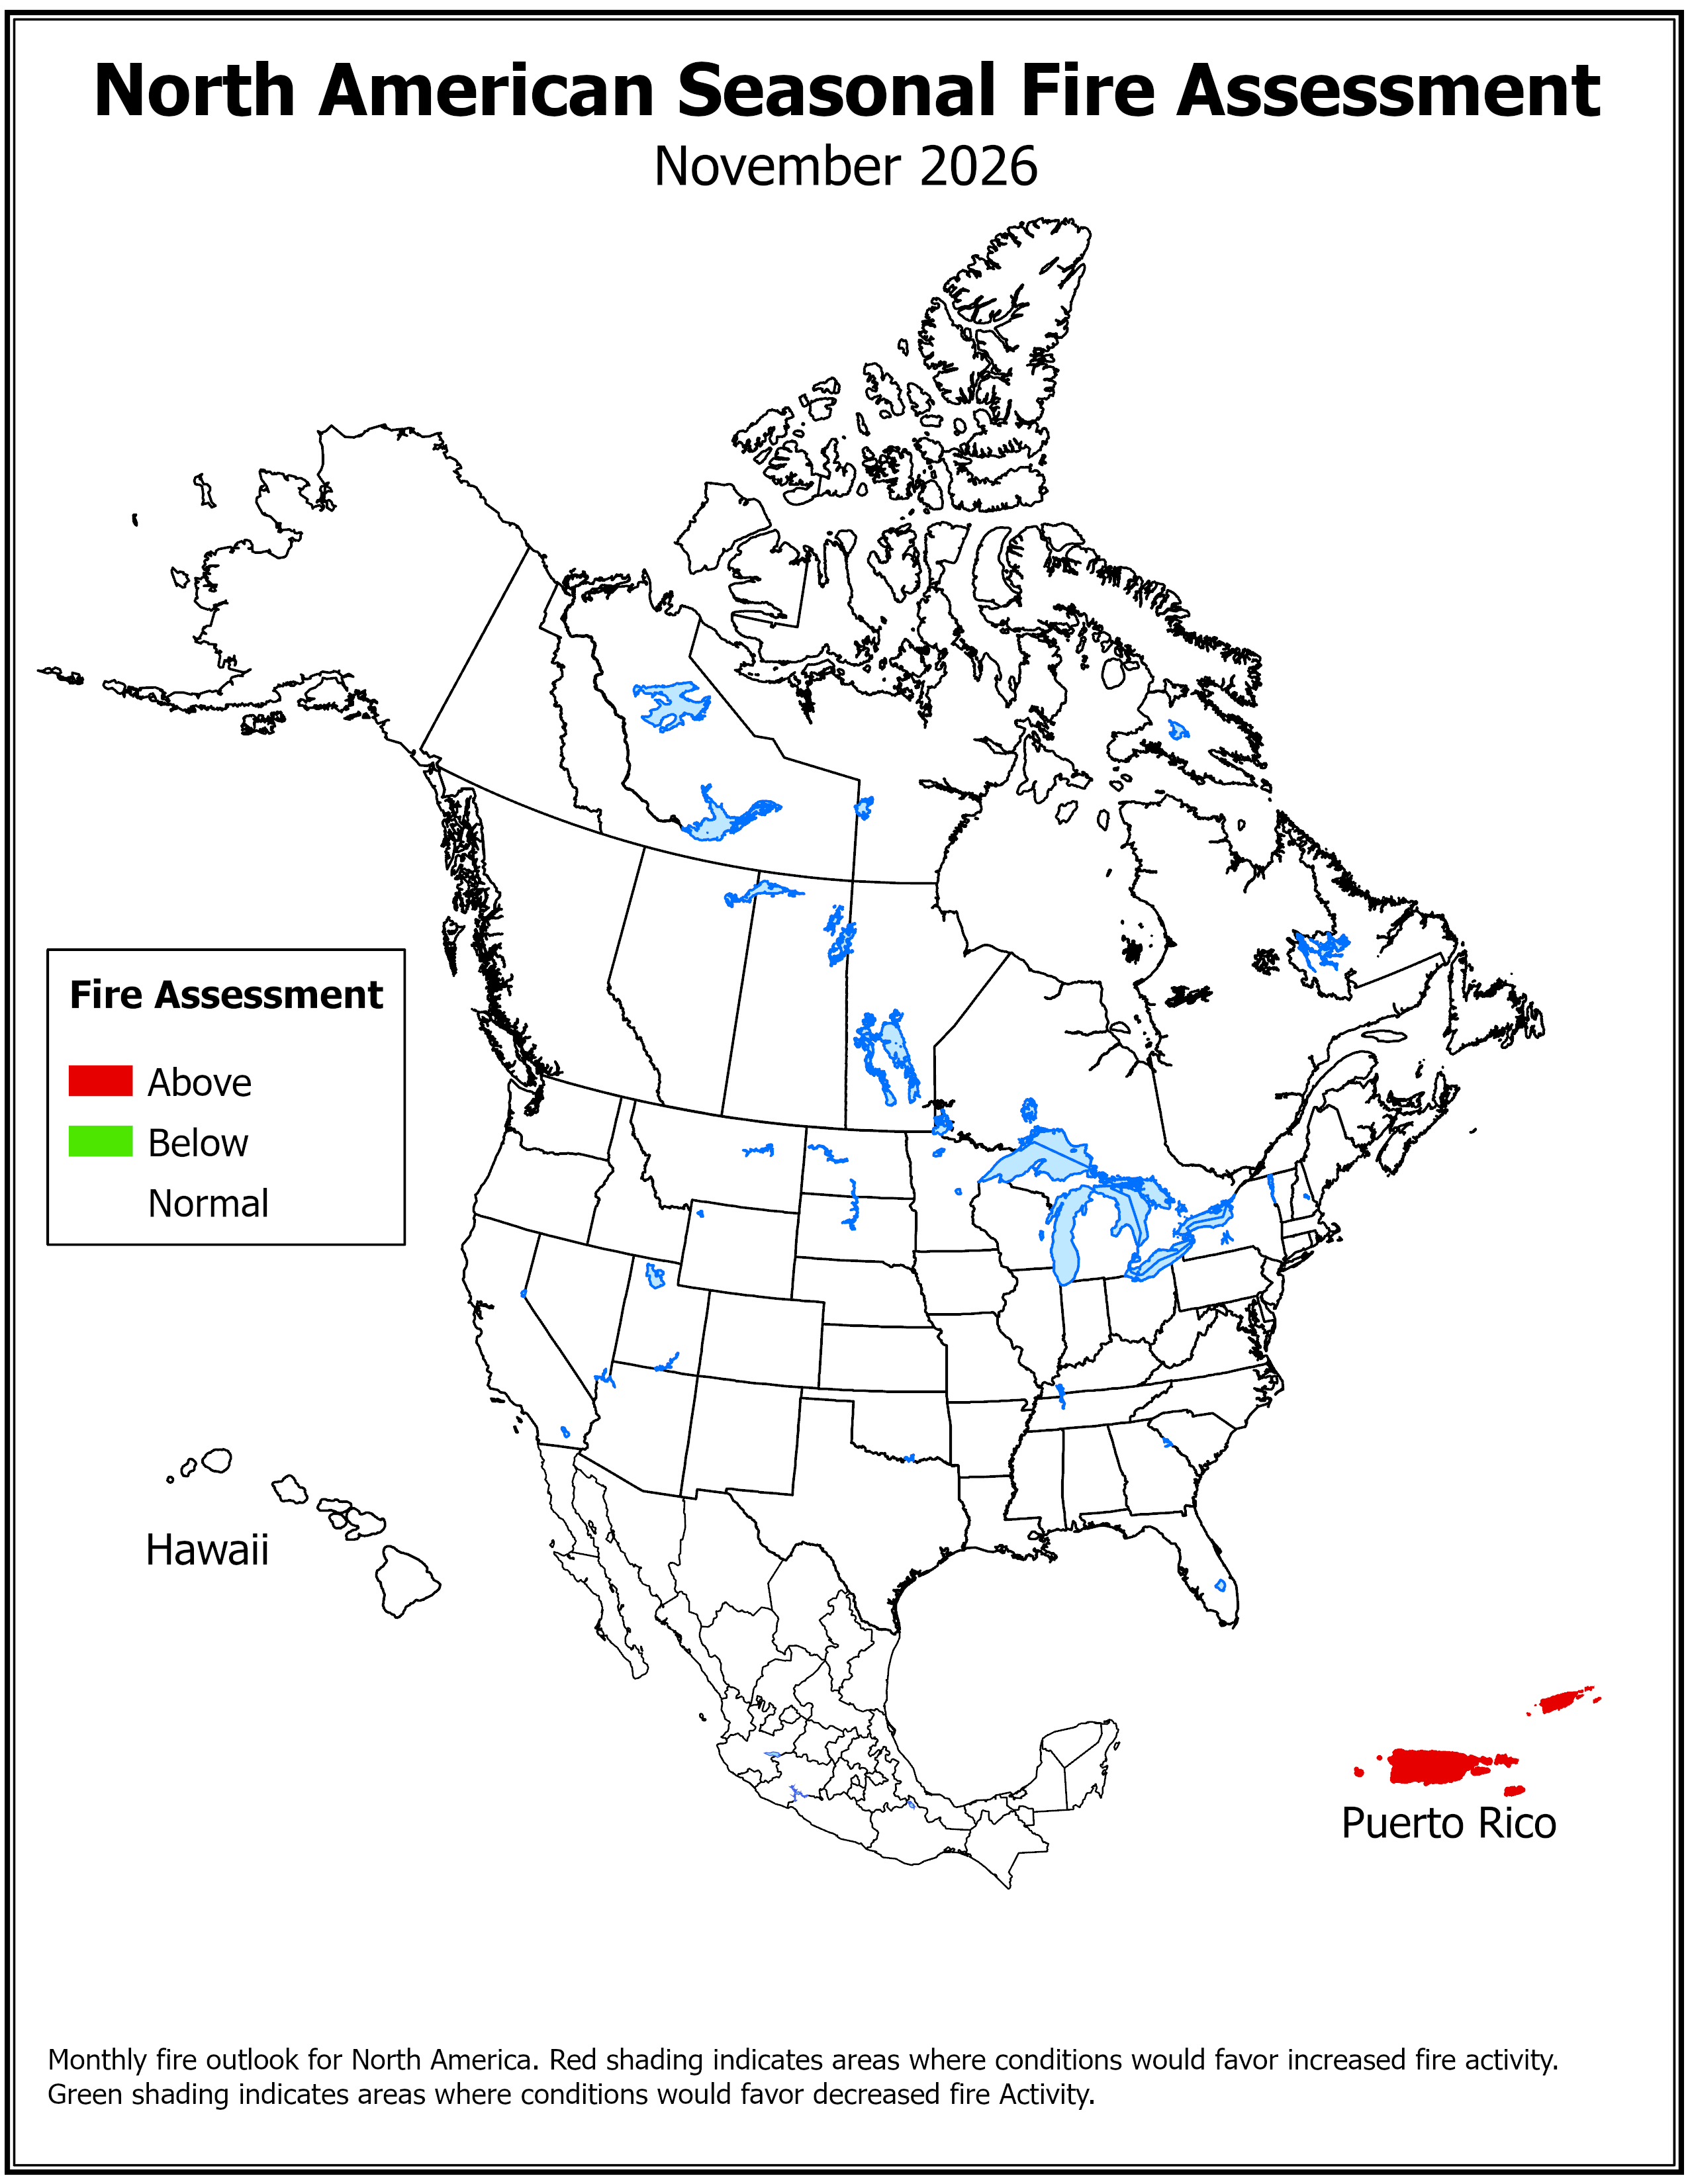 North American Seasonal Fire Assessment
November 2026
Fire Assessment
Above
Below
Normal
Hawaii
Puerto Rico
Monthly fire outlook for North America. Red shading indicates areas where conditions would favor increased fire activity.
Green shading indicates areas where conditions would favor decreased fire Activity.